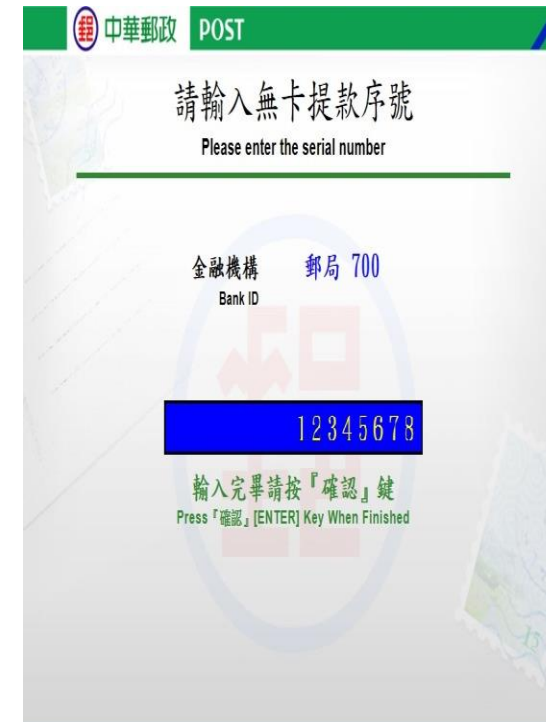 郵 中華郵政 POST
請輸入無卡提款序號
Please enter the serial number
金融機構 郵局 700
Bank ID
12345678
輸入完畢請按『確認』鍵
Press『確認』[ENTER] Key When Finished